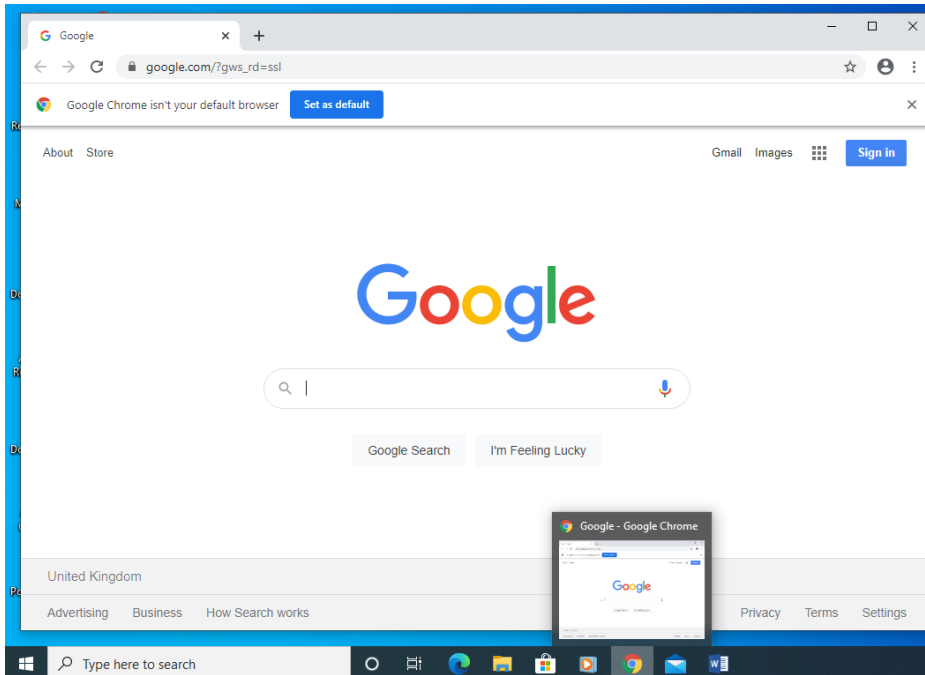 Google
google.com/?gws_rd=ssl
Google Chrome isn't your default browser Set as default
About Store Gmail Images Sign in
Google
Google Search I'm Feeling Lucky
Google - Google Chrome
Google
United Kingdom
Advertising Business How Search works Privacy Terms Settings
Type here to search